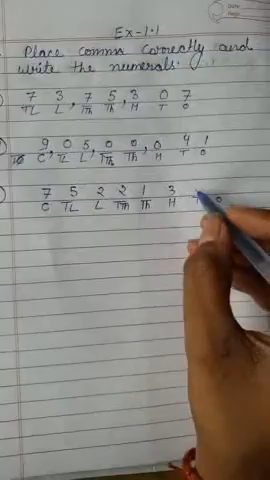 Date
Page
Ex-1.1
Place comma correctly and
write the numerals.
7 3, 7 5, 3 0 7
TL L Tth Th H T O
9, 0 5, 0 0, 0 4 1
C TL L Tth Th H T O
7 5 2 2 1 3
C TL L Tth Th H T O